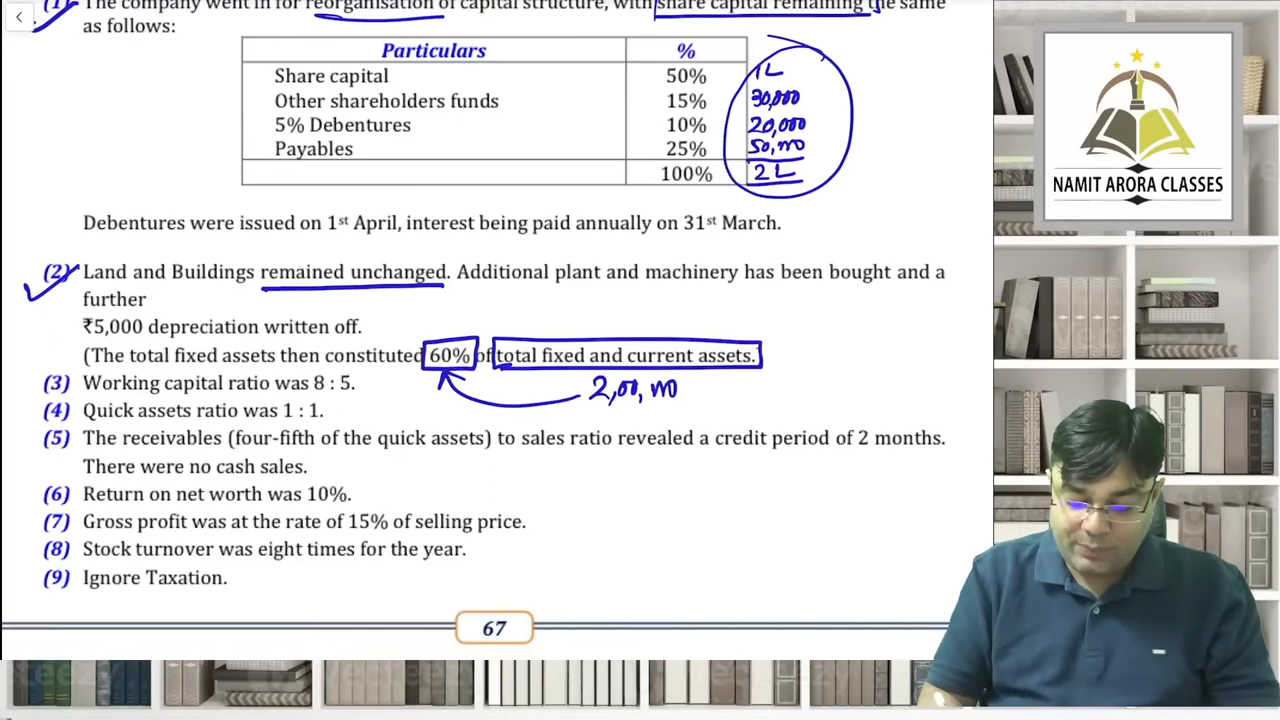 (1) The company went in for reorganisation of capital structure, with share capital remaining the same
as follows:
Particulars %
Share capital 50% 1L
Other shareholders funds 15% 30,000
5% Debentures 10% 20,000
Payables 25% 50,000
100% 2L
Debentures were issued on 1st April, interest being paid annually on 31st March.
(2) Land and Buildings remained unchanged. Additional plant and machinery has been bought and a
further
₹5,000 depreciation written off.
(The total fixed assets then constituted 60% of total fixed and current assets.)
2,00,000
(3) Working capital ratio was 8 : 5.
(4) Quick assets ratio was 1 : 1.
(5) The receivables (four-fifth of the quick assets) to sales ratio revealed a credit period of 2 months.
There were no cash sales.
(6) Return on net worth was 10%.
(7) Gross profit was at the rate of 15% of selling price.
(8) Stock turnover was eight times for the year.
(9) Ignore Taxation.
67
NAMIT ARORA CLASSES